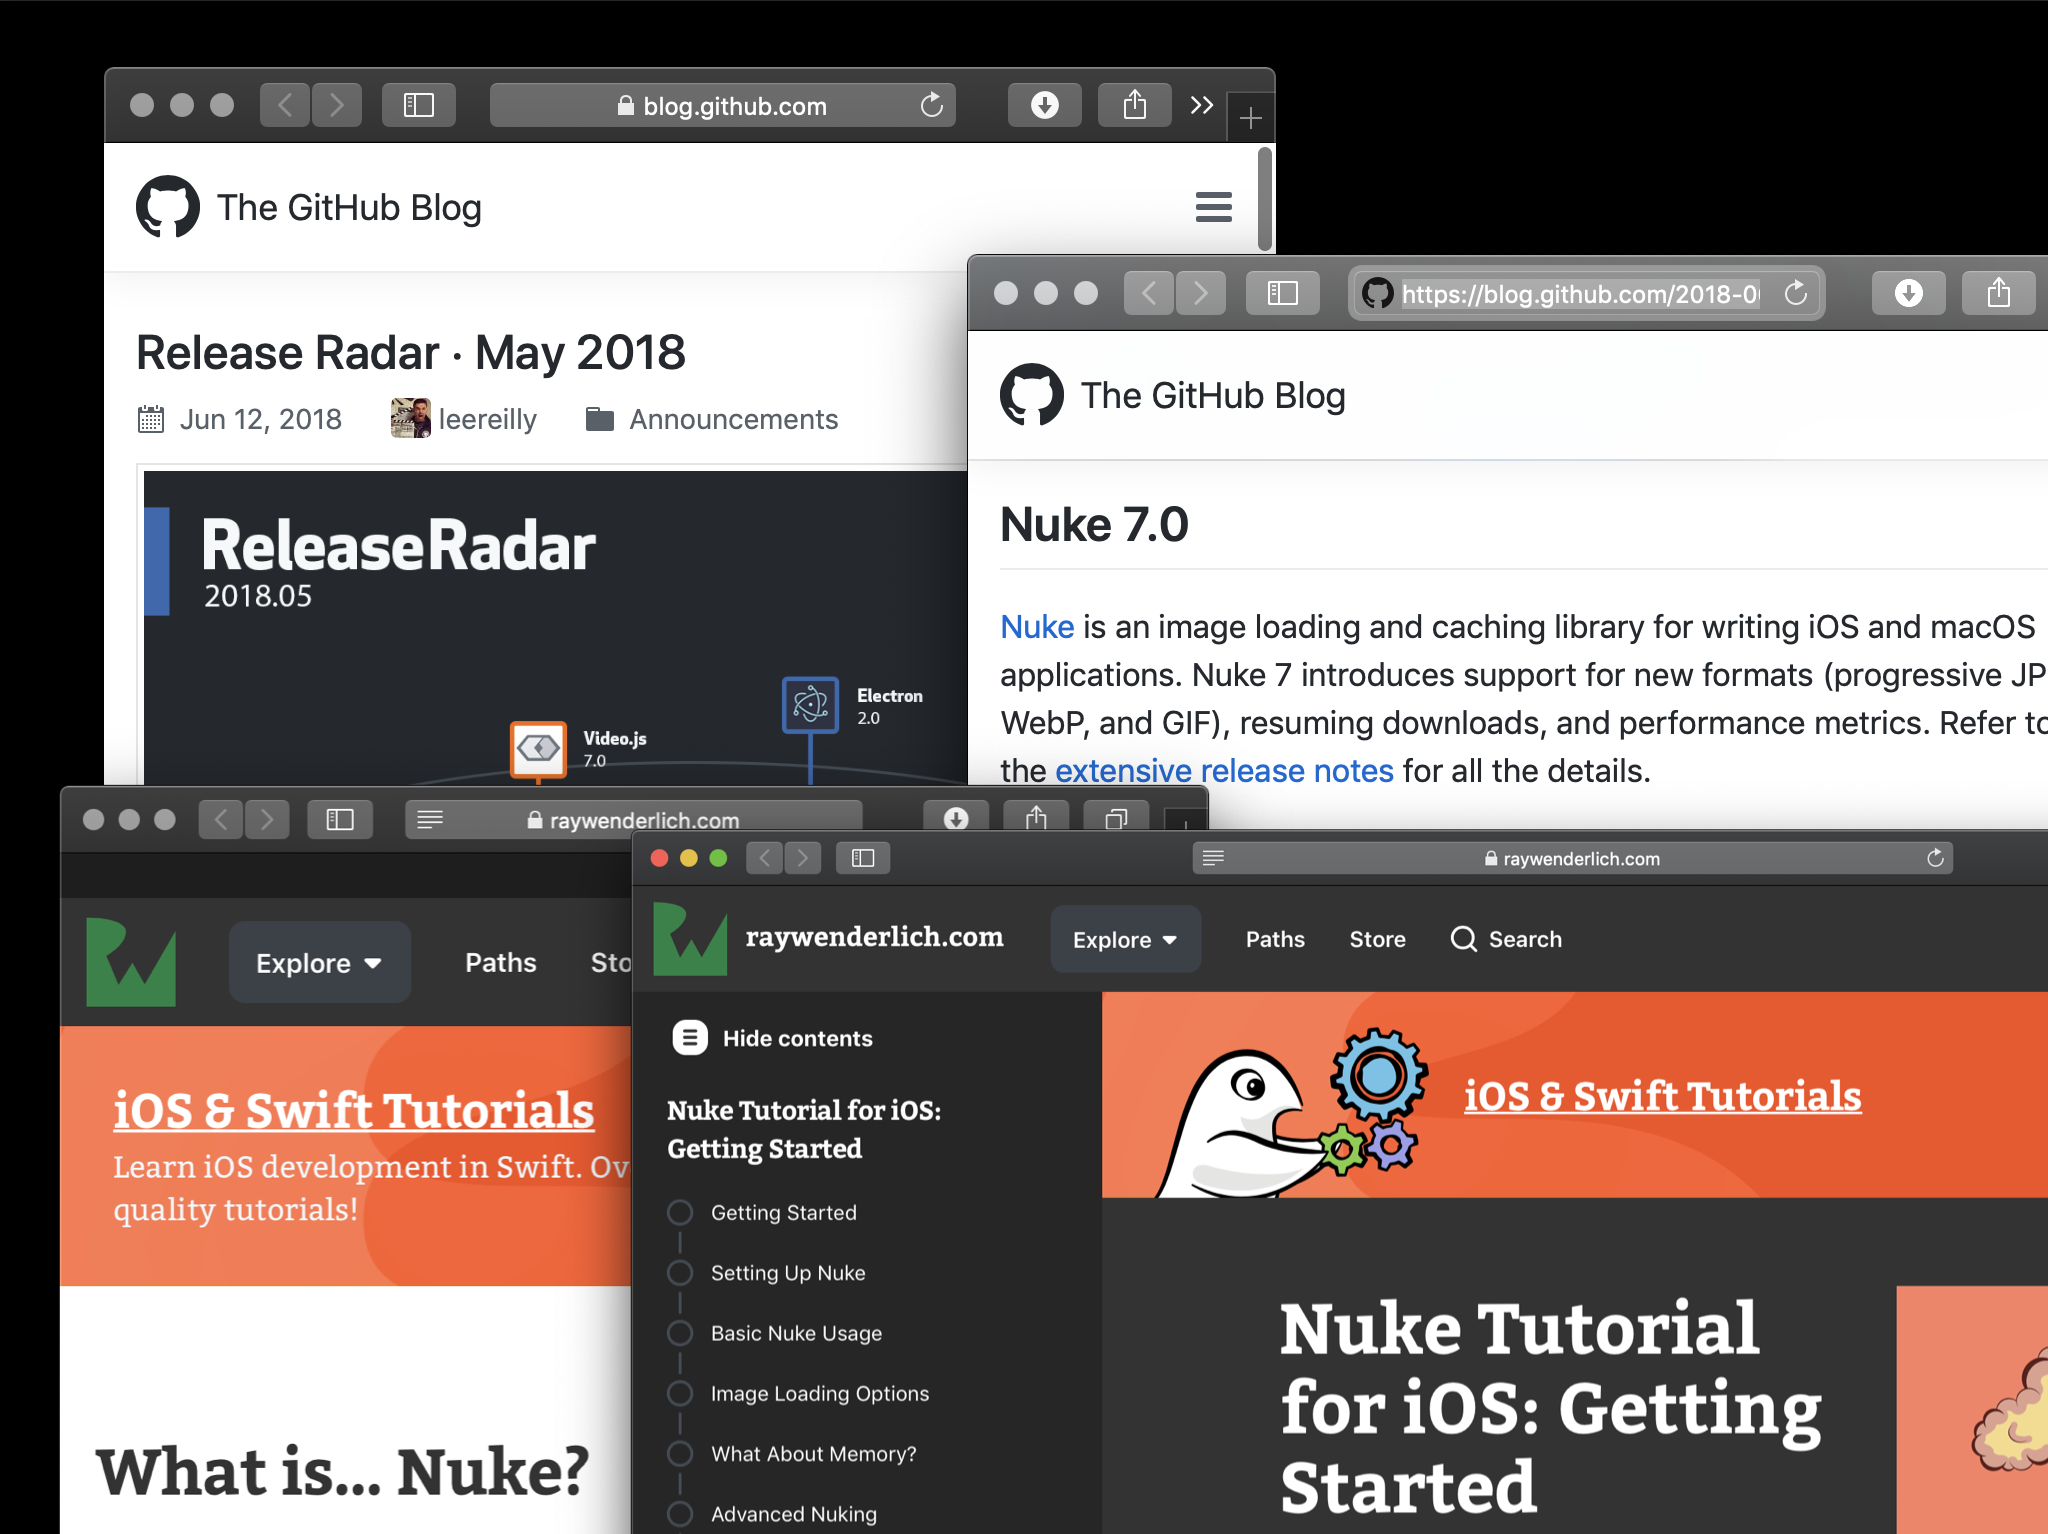 blog.github.com
The GitHub Blog
Release Radar · May 2018
Jun 12, 2018 leereilly Announcements
ReleaseRadar
2018.05
Electron
2.0
Video.js
7.0
https://blog.github.com/2018-0
The GitHub Blog
Nuke 7.0
Nuke is an image loading and caching library for writing iOS and macOS
applications. Nuke 7 introduces support for new formats (progressive JP
WebP, and GIF), resuming downloads, and performance metrics. Refer to
the extensive release notes for all the details.
raywenderlich.com
Explore Paths Sto
iOS & Swift Tutorials
Learn iOS development in Swift. Ov
quality tutorials!
What is... Nuke?
raywenderlich.com
raywenderlich.com Explore Paths Store Search
Hide contents
Nuke Tutorial for iOS:
Getting Started
Getting Started
Setting Up Nuke
Basic Nuke Usage
Image Loading Options
What About Memory?
Advanced Nuking
iOS & Swift Tutorials
Nuke Tutorial
for iOS: Getting
Started